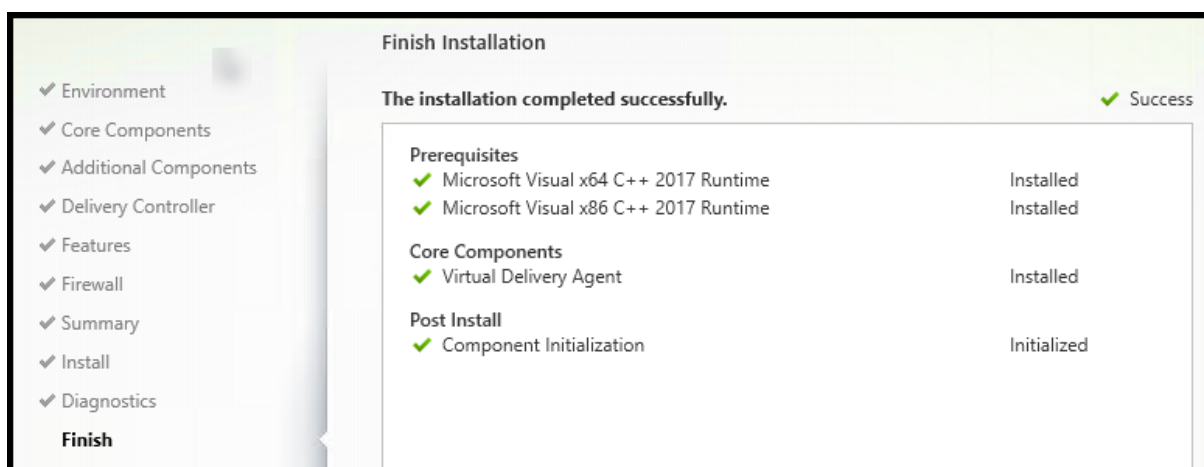 Finish Installation
Environment
Core Components
Additional Components
Delivery Controller
Features
Firewall
Summary
Install
Diagnostics
Finish
The installation completed successfully.
Success
Prerequisites
Microsoft Visual x64 C++ 2017 Runtime Installed
Microsoft Visual x86 C++ 2017 Runtime Installed
Core Components
Virtual Delivery Agent Installed
Post Install
Component Initialization Initialized